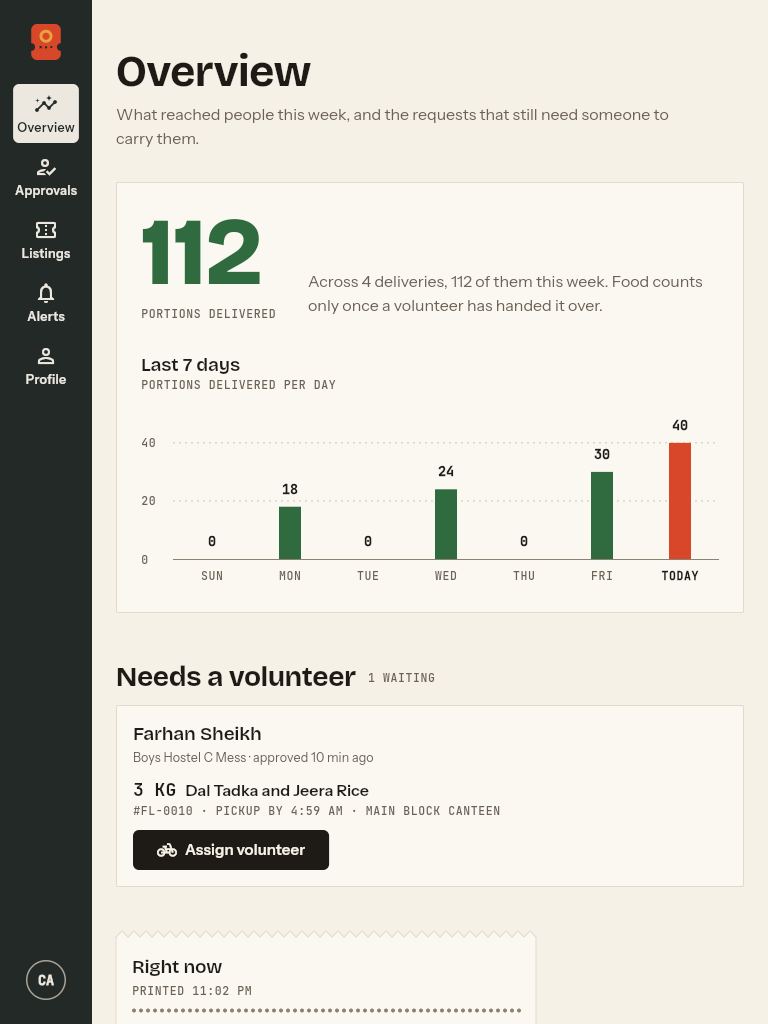 Overview
What reached people this week, and the requests that still need someone to
carry them.
Overview
Approvals
Listings
Alerts
Profile
CA
112
PORTIONS DELIVERED
Across 4 deliveries, 112 of them this week. Food counts
only once a volunteer has handed it over.
Last 7 days
PORTIONS DELIVERED PER DAY
40
20
0
0
18
0
24
0
30
40
SUN MON TUE WED THU FRI TODAY
Needs a volunteer 1 WAITING
Farhan Sheikh
Boys Hostel C Mess · approved 10 min ago
3 KG Dal Tadka and Jeera Rice
#FL-0010 · PICKUP BY 4:59 AM · MAIN BLOCK CANTEEN
Assign volunteer
Right now
PRINTED 11:02 PM